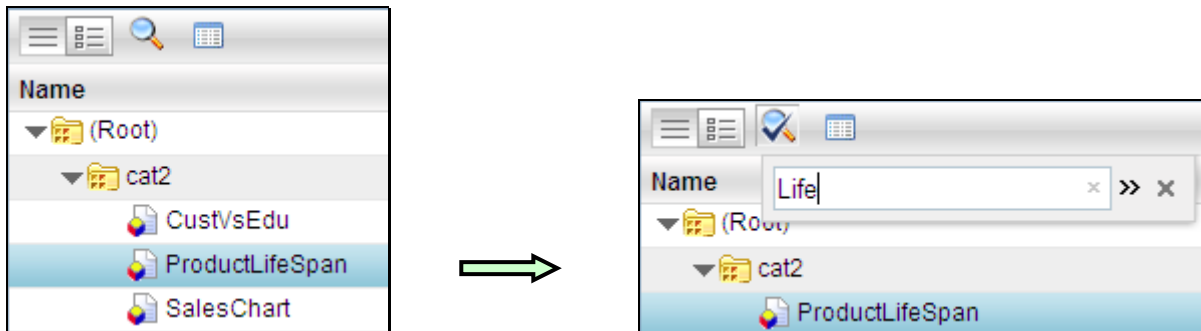 Name
(Root)
cat2
CustVsEdu
ProductLifeSpan
SalesChart
Name
Life
(Root)
cat2
ProductLifeSpan